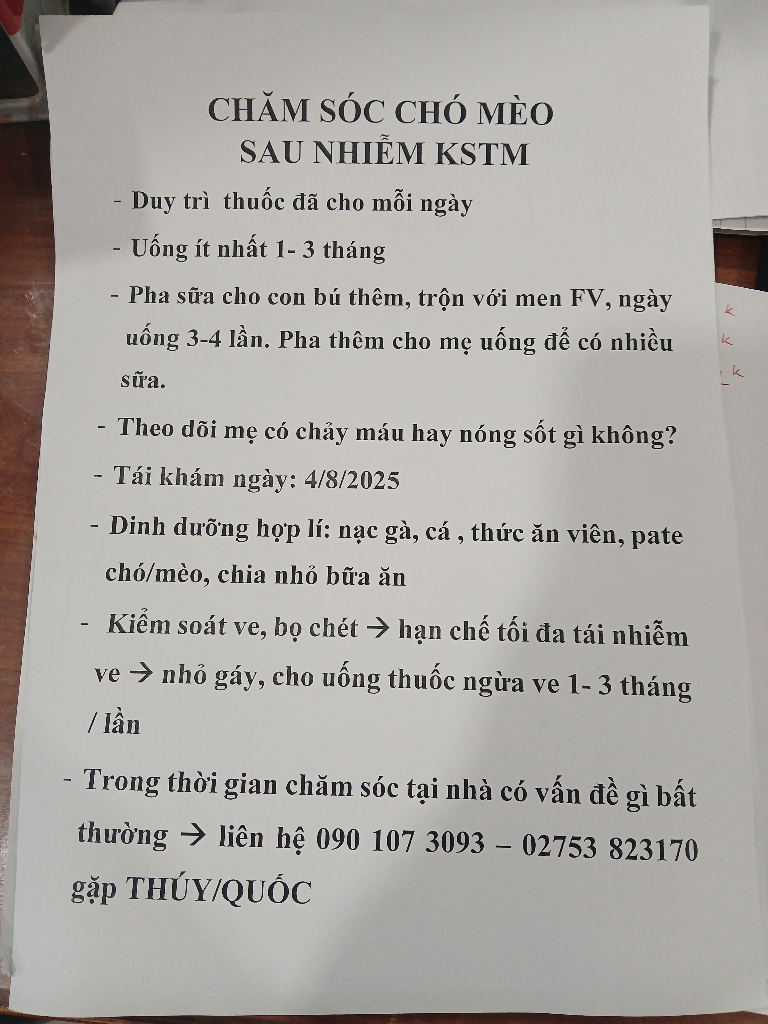 CHĂM SÓC CHÓ MÈO
SAU NHIỄM KSTM
- Duy trì thuốc đã cho mỗi ngày
- Uống ít nhất 1- 3 tháng
- Pha sữa cho con bú thêm, trộn với men FV, ngày
uống 3-4 lần. Pha thêm cho mẹ uống để có nhiều
sữa.
- Theo dõi mẹ có chảy máu hay nóng sốt gì không?
- Tái khám ngày: 4/8/2025
- Dinh dưỡng hợp lí: nạc gà, cá , thức ăn viên, pate
chó/mèo, chia nhỏ bữa ăn
- Kiểm soát ve, bọ chét → hạn chế tối đa tái nhiễm
ve → nhỏ gáy, cho uống thuốc ngừa ve 1- 3 tháng
/ lần
- Trong thời gian chăm sóc tại nhà có vấn đề gì bất
thường → liên hệ 090 107 3093 – 02753 823170
gặp THÚY/QUỐC
k
k
k